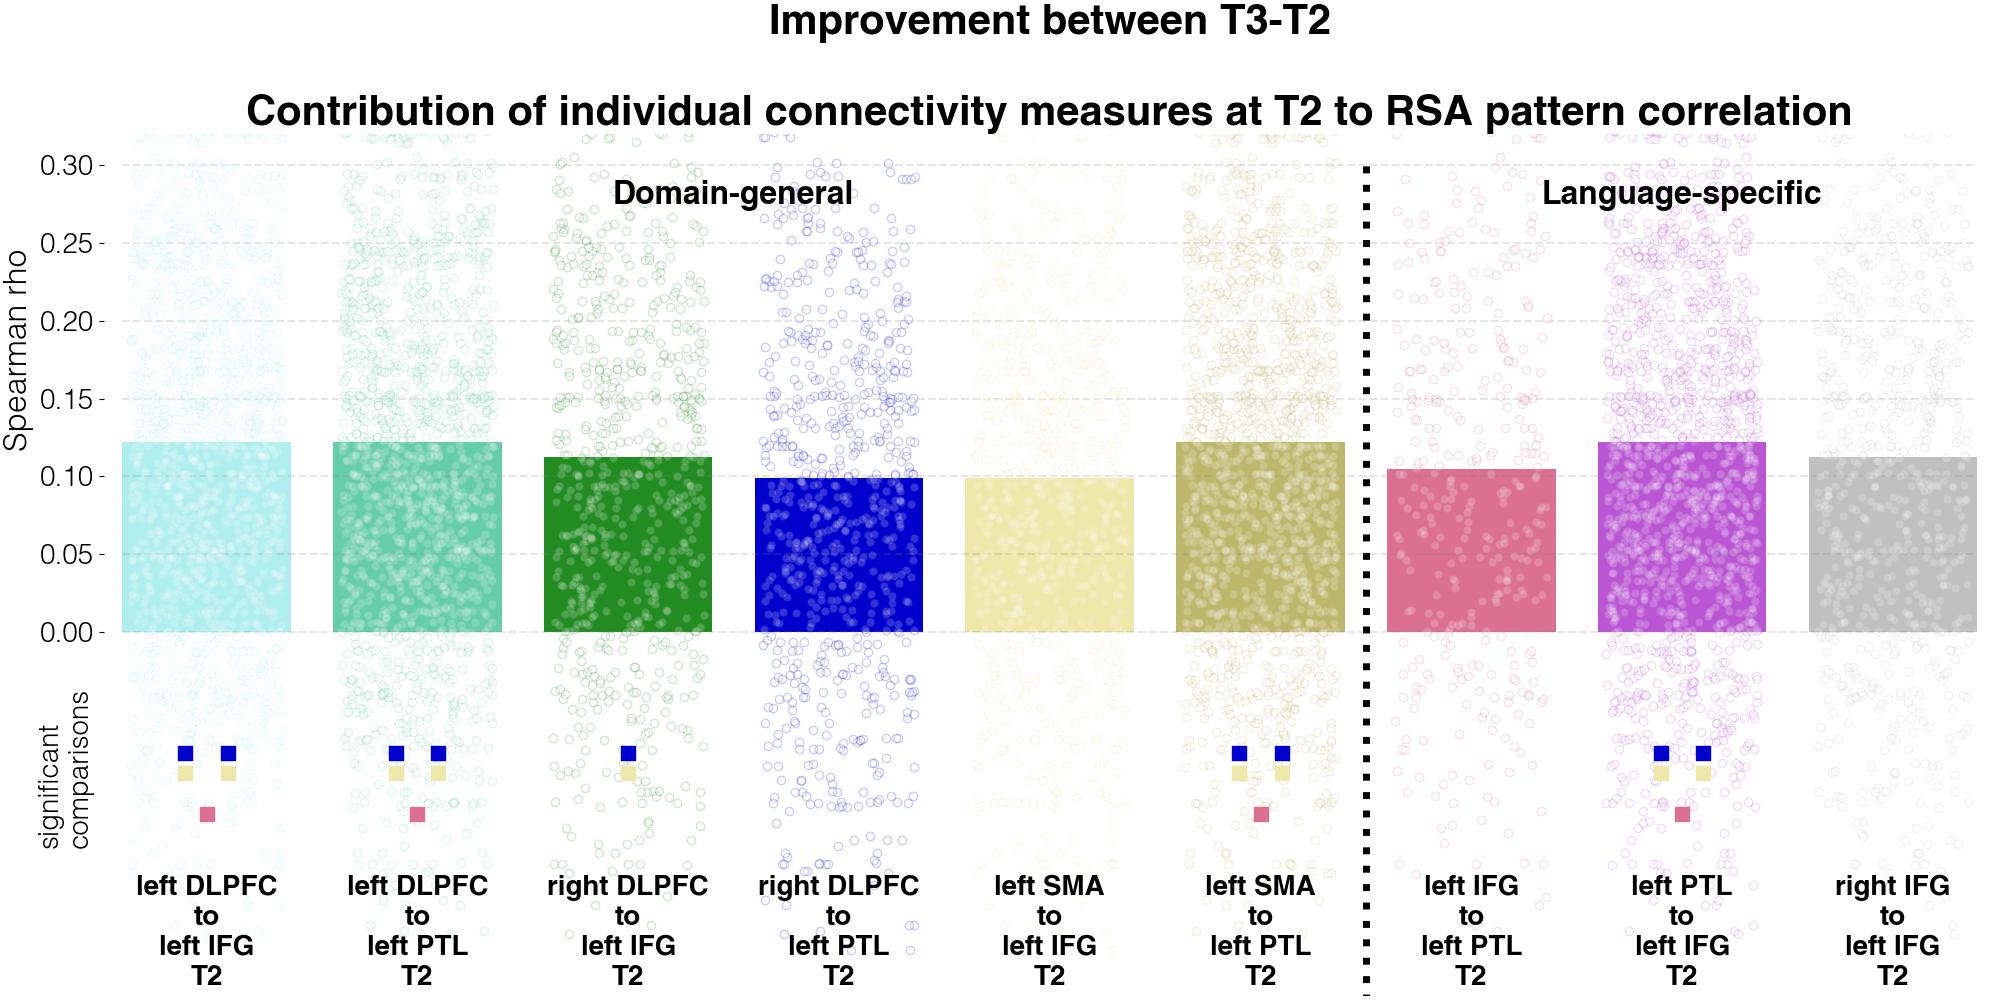 Improvement between T3-T2
Contribution of individual connectivity measures at T2 to RSA pattern correlation
Domain-general
Language-specific
Spearman rho
0.30
0.25
0.20
0.15
0.10
0.05
0.00
significant
comparisons
left DLPFC
to
left IFG
T2
left DLPFC
to
left PTL
T2
right DLPFC
to
left IFG
T2
right DLPFC
to
left PTL
T2
left SMA
to
left IFG
T2
left SMA
to
left PTL
T2
left IFG
to
left PTL
T2
left PTL
to
left IFG
T2
right IFG
to
left IFG
T2